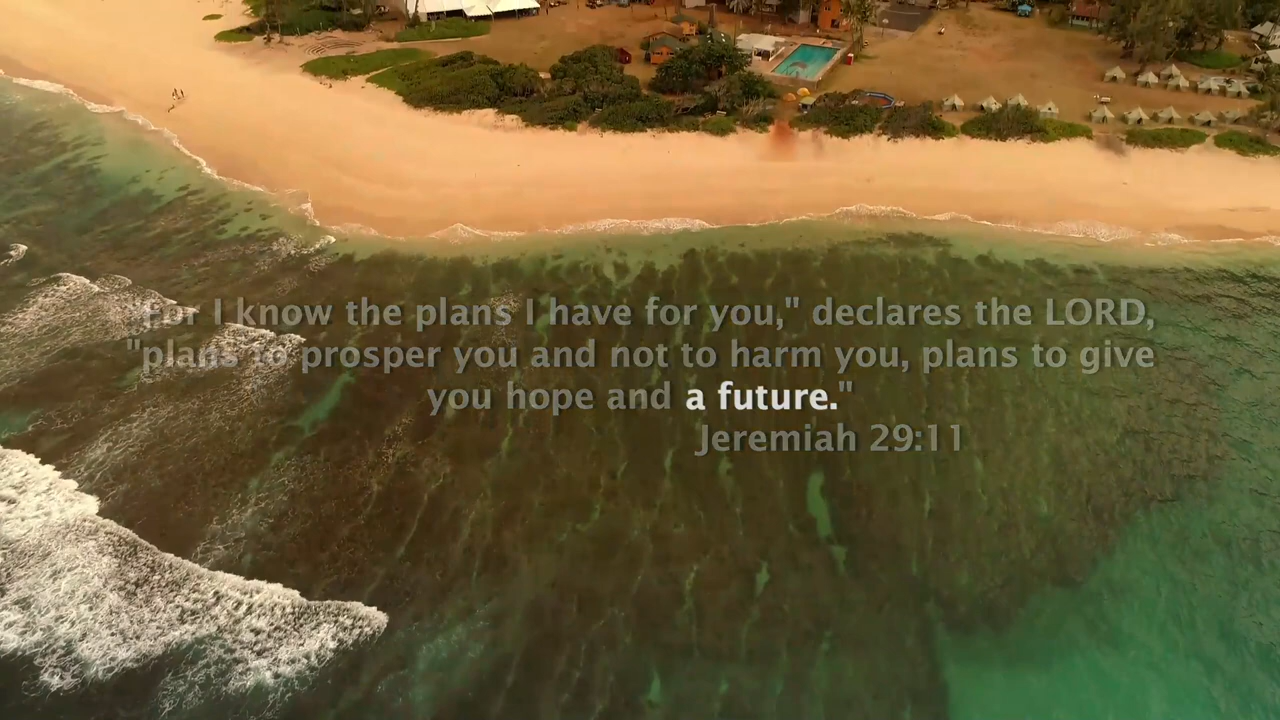 For I know the plans I have for you," declares the LORD,
"plans to prosper you and not to harm you, plans to give
you hope and a future."
Jeremiah 29:11